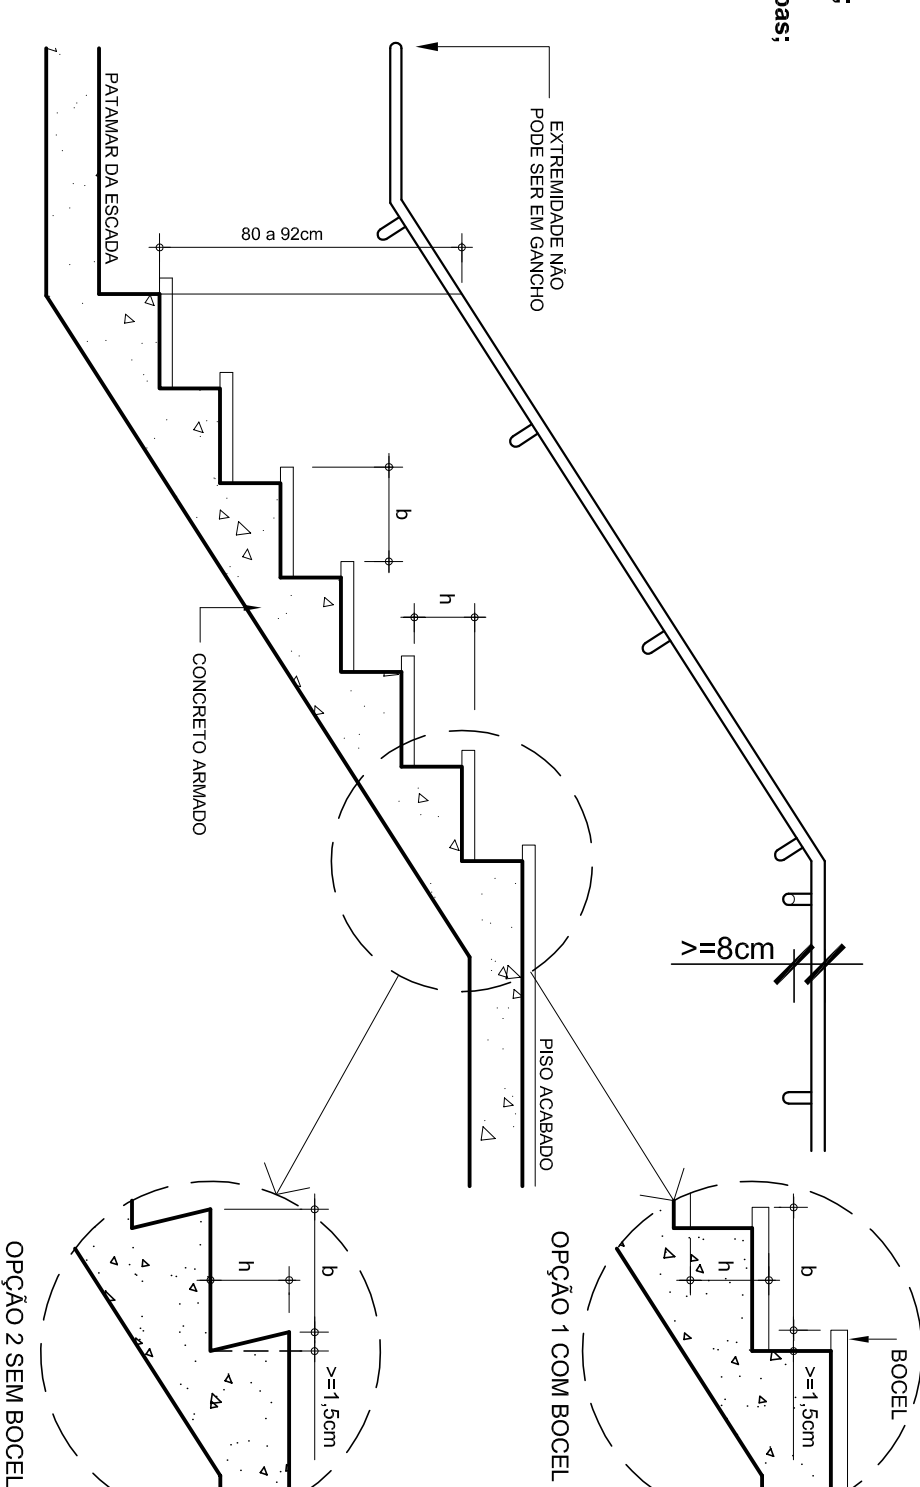 pas;
EXTREMIDADE NÃO
PODE SER EM GANCHO
PATAMAR DA ESCADA
80 a 92cm
b
h
CONCRETO ARMADO
>=8cm
PISO ACABADO
BOCEL
b
h
>=1,5cm
OPÇÃO 1 COM BOCEL
b
h
>=1,5cm
OPÇÃO 2 SEM BOCEL